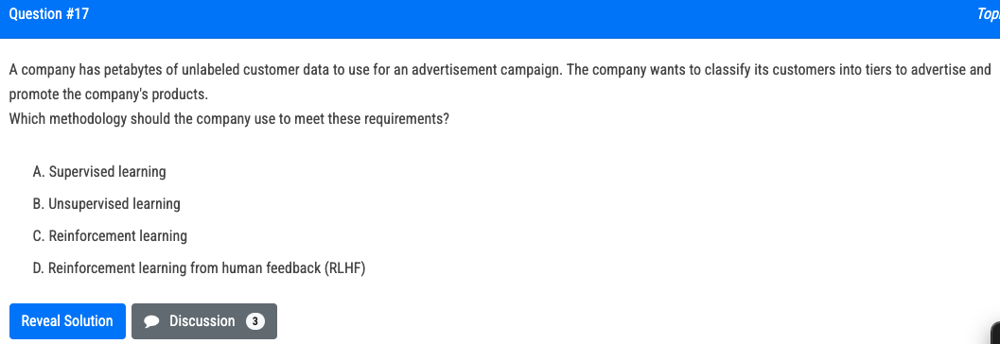 Question #17
A company has petabytes of unlabeled customer data to use for an advertisement campaign. The company wants to classify its customers into tiers to advertise and
promote the company's products.
Which methodology should the company use to meet these requirements?
A. Supervised learning
B. Unsupervised learning
C. Reinforcement learning
D. Reinforcement learning from human feedback (RLHF)
Reveal Solution
Discussion 3